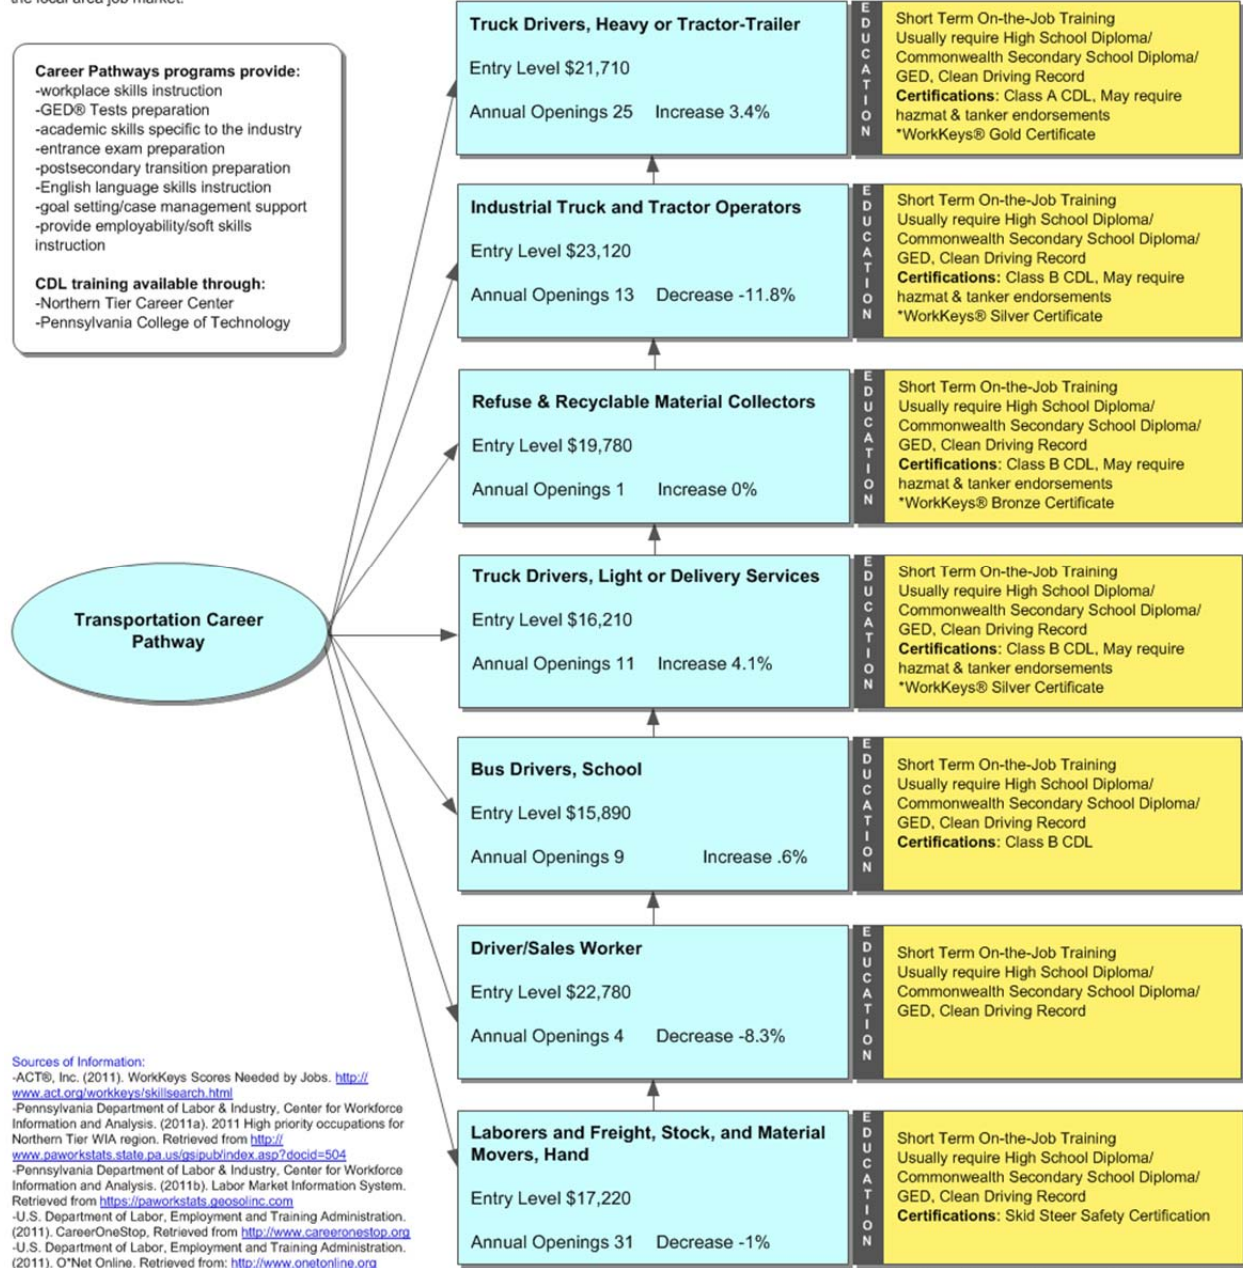 the local area job market.
Career Pathways programs provide:
-workplace skills instruction
-GED® Tests preparation
-academic skills specific to the industry
-entrance exam preparation
-postsecondary transition preparation
-English language skills instruction
-goal setting/case management support
-provide employability/soft skills
instruction
CDL training available through:
-Northern Tier Career Center
-Pennsylvania College of Technology
Transportation Career
Pathway
Truck Drivers, Heavy or Tractor-Trailer
Entry Level $21,710
Annual Openings 25 Increase 3.4%
EDUCATION
Short Term On-the-Job Training
Usually require High School Diploma/
Commonwealth Secondary School Diploma/
GED, Clean Driving Record
Certifications: Class A CDL, May require
hazmat & tanker endorsements
*WorkKeys® Gold Certificate
Industrial Truck and Tractor Operators
Entry Level $23,120
Annual Openings 13 Decrease -11.8%
EDUCATION
Short Term On-the-Job Training
Usually require High School Diploma/
Commonwealth Secondary School Diploma/
GED, Clean Driving Record
Certifications: Class B CDL, May require
hazmat & tanker endorsements
*WorkKeys® Silver Certificate
Refuse & Recyclable Material Collectors
Entry Level $19,780
Annual Openings 1 Increase 0%
EDUCATION
Short Term On-the-Job Training
Usually require High School Diploma/
Commonwealth Secondary School Diploma/
GED, Clean Driving Record
Certifications: Class B CDL, May require
hazmat & tanker endorsements
*WorkKeys® Bronze Certificate
Truck Drivers, Light or Delivery Services
Entry Level $16,210
Annual Openings 11 Increase 4.1%
EDUCATION
Short Term On-the-Job Training
Usually require High School Diploma/
Commonwealth Secondary School Diploma/
GED, Clean Driving Record
Certifications: Class B CDL, May require
hazmat & tanker endorsements
*WorkKeys® Silver Certificate
Bus Drivers, School
Entry Level $15,890
Annual Openings 9 Increase .6%
EDUCATION
Short Term On-the-Job Training
Usually require High School Diploma/
Commonwealth Secondary School Diploma/
GED, Clean Driving Record
Certifications: Class B CDL
Driver/Sales Worker
Entry Level $22,780
Annual Openings 4 Decrease -8.3%
EDUCATION
Short Term On-the-Job Training
Usually require High School Diploma/
Commonwealth Secondary School Diploma/
GED, Clean Driving Record
Laborers and Freight, Stock, and Material
Movers, Hand
Entry Level $17,220
Annual Openings 31 Decrease -1%
EDUCATION
Short Term On-the-Job Training
Usually require High School Diploma/
Commonwealth Secondary School Diploma/
GED, Clean Driving Record
Certifications: Skid Steer Safety Certification
Sources of Information:
-ACT®, Inc. (2011). WorkKeys Scores Needed by Jobs. http://
www.act.org/workkeys/skillsearch.html
-Pennsylvania Department of Labor & Industry, Center for Workforce
Information and Analysis. (2011a). 2011 High priority occupations for
Northern Tier WIA region. Retrieved from http://
www.paworkstats.state.pa.us/gsipub/index.asp?docid=504
-Pennsylvania Department of Labor & Industry, Center for Workforce
Information and Analysis. (2011b). Labor Market Information System.
Retrieved from https://paworkstats.geosolinc.com
-U.S. Department of Labor, Employment and Training Administration.
(2011). CareerOneStop, Retrieved from http://www.careeronestop.org
-U.S. Department of Labor, Employment and Training Administration.
(2011). O*Net Online. Retrieved from: http://www.onetonline.org